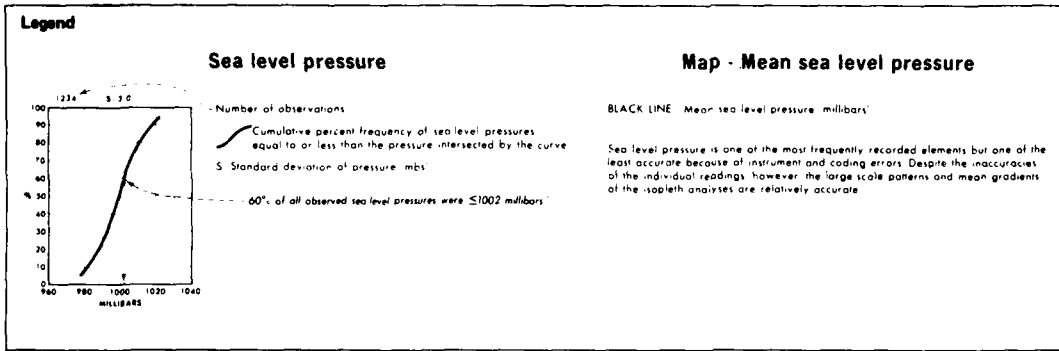 Legend
Sea level pressure
1234 S 3.0
Number of observations
Cumulative percent frequency of sea level pressures
equal to or less than the pressure intersected by the curve
S Standard deviation of pressure mbs
60% of all observed sea level pressures were ≤1002 millibars
100
90
80
70
60
%
50
40
30
20
10
0
960 980 1000 1020 1040
MILLIBARS
Map - Mean sea level pressure
BLACK LINE Mean sea level pressure millibars
Sea level pressure is one of the most frequently recorded elements but one of the
least accurate because of instrument and coding errors. Despite the inaccuracies
of the individual readings however the large scale patterns and mean gradients
of the isopleth analyses are relatively accurate